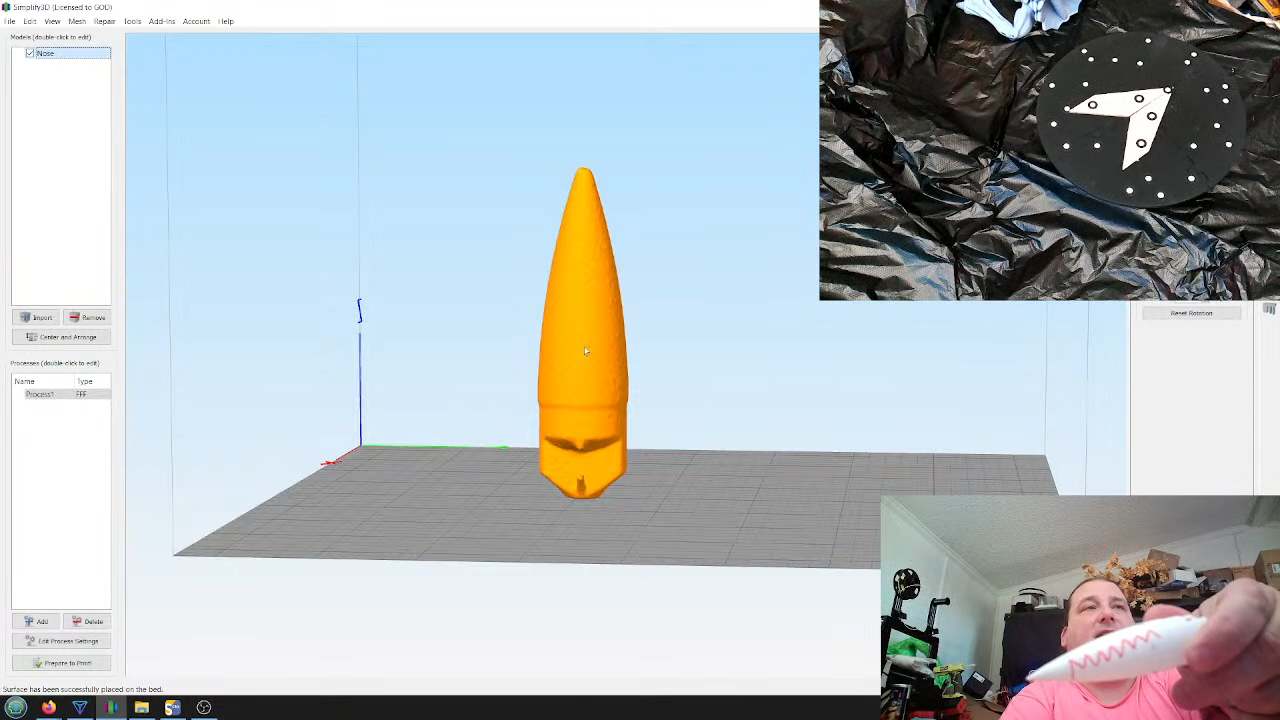 Simplify3D (Licensed to GOD)
File Edit View Mesh Repair Tools Add-Ins Account Help
Models (double-click to edit)
Nose
Import Remove
Center and Arrange
Reset Rotation
Processes (double-click to edit)
Name Type
Process1 FFF
Add Delete
Edit Process Settings
Prepare to Print!
Surface has been successfully placed on the bed.